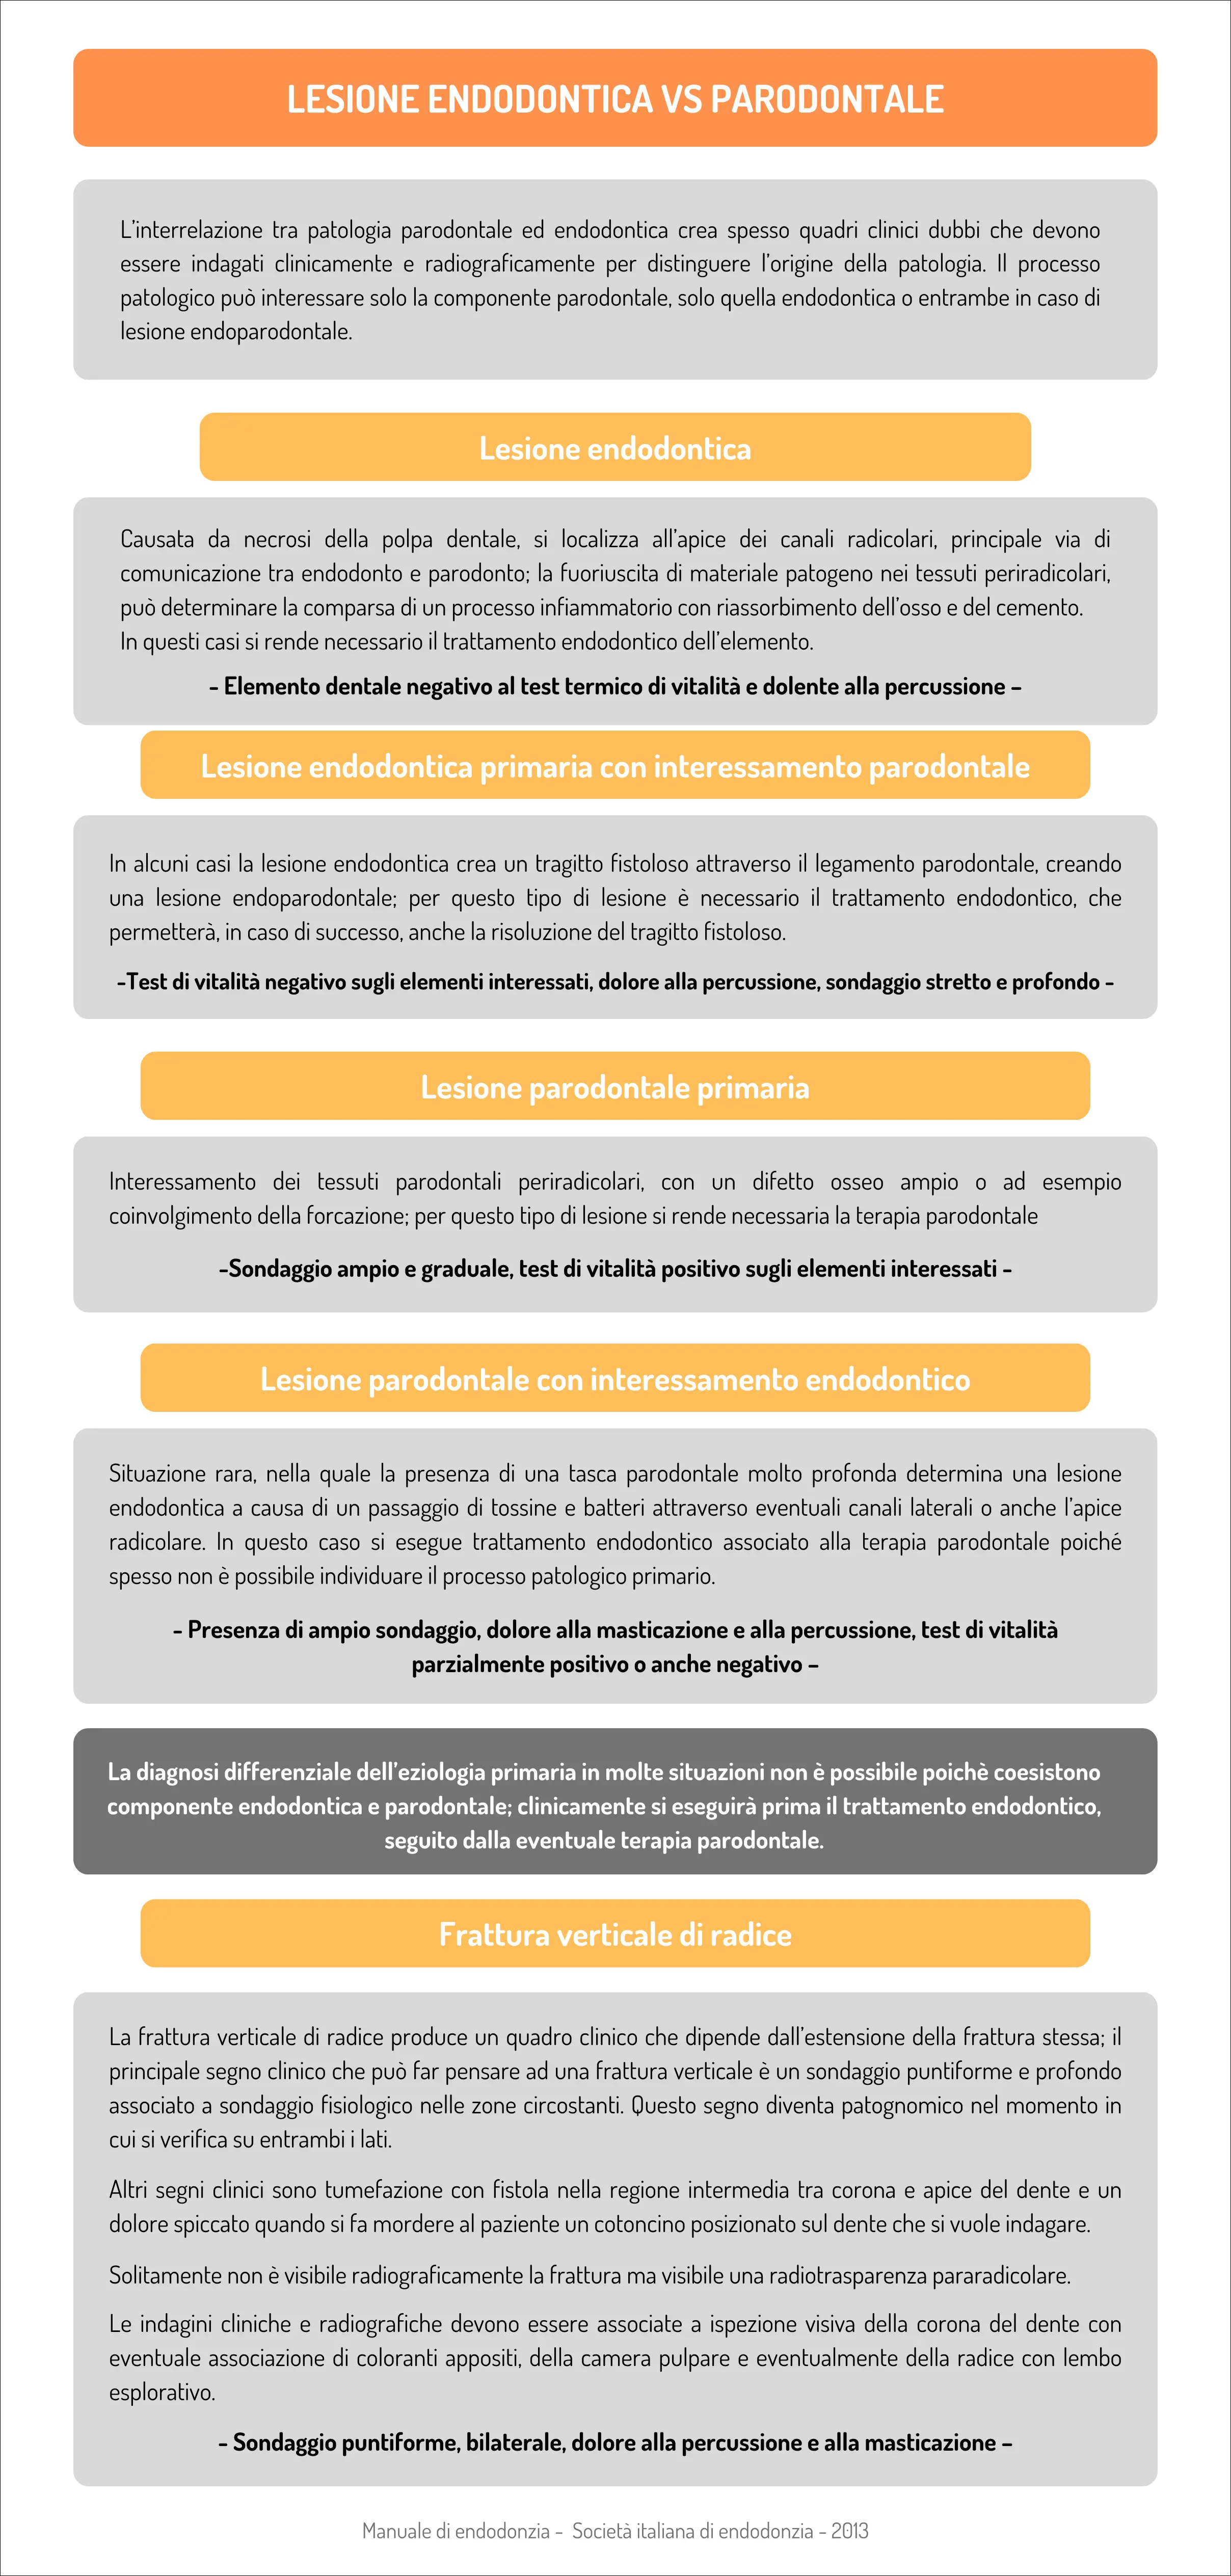 LESIONE ENDODONTICA VS PARODONTALE
L'interrelazione tra patologia parodontale ed endodontica crea spesso quadri clinici dubbi che devono
essere indagati clinicamente e radiograficamente per distinguere l'origine della patologia. Il processo
patologico può interessare solo la componente parodontale, solo quella endodontica o entrambe in caso di
lesione endoparodontale.
Lesione endodontica
Causata da necrosi della polpa dentale, si localizza all'apice dei canali radicolari, principale via di
comunicazione tra endodonto e parodonto; la fuoriuscita di materiale patogeno nei tessuti periradicolari,
può determinare la comparsa di un processo infiammatorio con riassorbimento dell'osso e del cemento.
In questi casi si rende necessario il trattamento endodontico dell'elemento.
- Elemento dentale negativo al test termico di vitalità e dolente alla percussione –
Lesione endodontica primaria con interessamento parodontale
In alcuni casi la lesione endodontica crea un tragitto fistoloso attraverso il legamento parodontale, creando
una lesione endoparodontale; per questo tipo di lesione è necessario il trattamento endodontico, che
permetterà, in caso di successo, anche la risoluzione del tragitto fistoloso.
-Test di vitalità negativo sugli elementi interessati, dolore alla percussione, sondaggio stretto e profondo -
Lesione parodontale primaria
Interessamento dei tessuti parodontali periradicolari, con un difetto osseo ampio o ad esempio
coinvolgimento della forcazione; per questo tipo di lesione si rende necessaria la terapia parodontale
-Sondaggio ampio e graduale, test di vitalità positivo sugli elementi interessati -
Lesione parodontale con interessamento endodontico
Situazione rara, nella quale la presenza di una tasca parodontale molto profonda determina una lesione
endodontica a causa di un passaggio di tossine e batteri attraverso eventuali canali laterali o anche l'apice
radicolare. In questo caso si esegue trattamento endodontico associato alla terapia parodontale poiché
spesso non è possibile individuare il processo patologico primario.
- Presenza di ampio sondaggio, dolore alla masticazione e alla percussione, test di vitalità
parzialmente positivo o anche negativo –
La diagnosi differenziale dell'eziologia primaria in molte situazioni non è possibile poichè coesistono
componente endodontica e parodontale; clinicamente si eseguirà prima il trattamento endodontico,
seguito dalla eventuale terapia parodontale.
Frattura verticale di radice
La frattura verticale di radice produce un quadro clinico che dipende dall'estensione della frattura stessa; il
principale segno clinico che può far pensare ad una frattura verticale è un sondaggio puntiforme e profondo
associato a sondaggio fisiologico nelle zone circostanti. Questo segno diventa patognomico nel momento in
cui si verifica su entrambi i lati.
Altri segni clinici sono tumefazione con fistola nella regione intermedia tra corona e apice del dente e un
dolore spiccato quando si fa mordere al paziente un cotoncino posizionato sul dente che si vuole indagare.
Solitamente non è visibile radiograficamente la frattura ma visibile una radiotrasparenza pararadicolare.
Le indagini cliniche e radiografiche devono essere associate a ispezione visiva della corona del dente con
eventuale associazione di coloranti appositi, della camera pulpare e eventualmente della radice con lembo
esplorativo.
- Sondaggio puntiforme, bilaterale, dolore alla percussione e alla masticazione –
Manuale di endodonzia - Società italiana di endodonzia - 2013